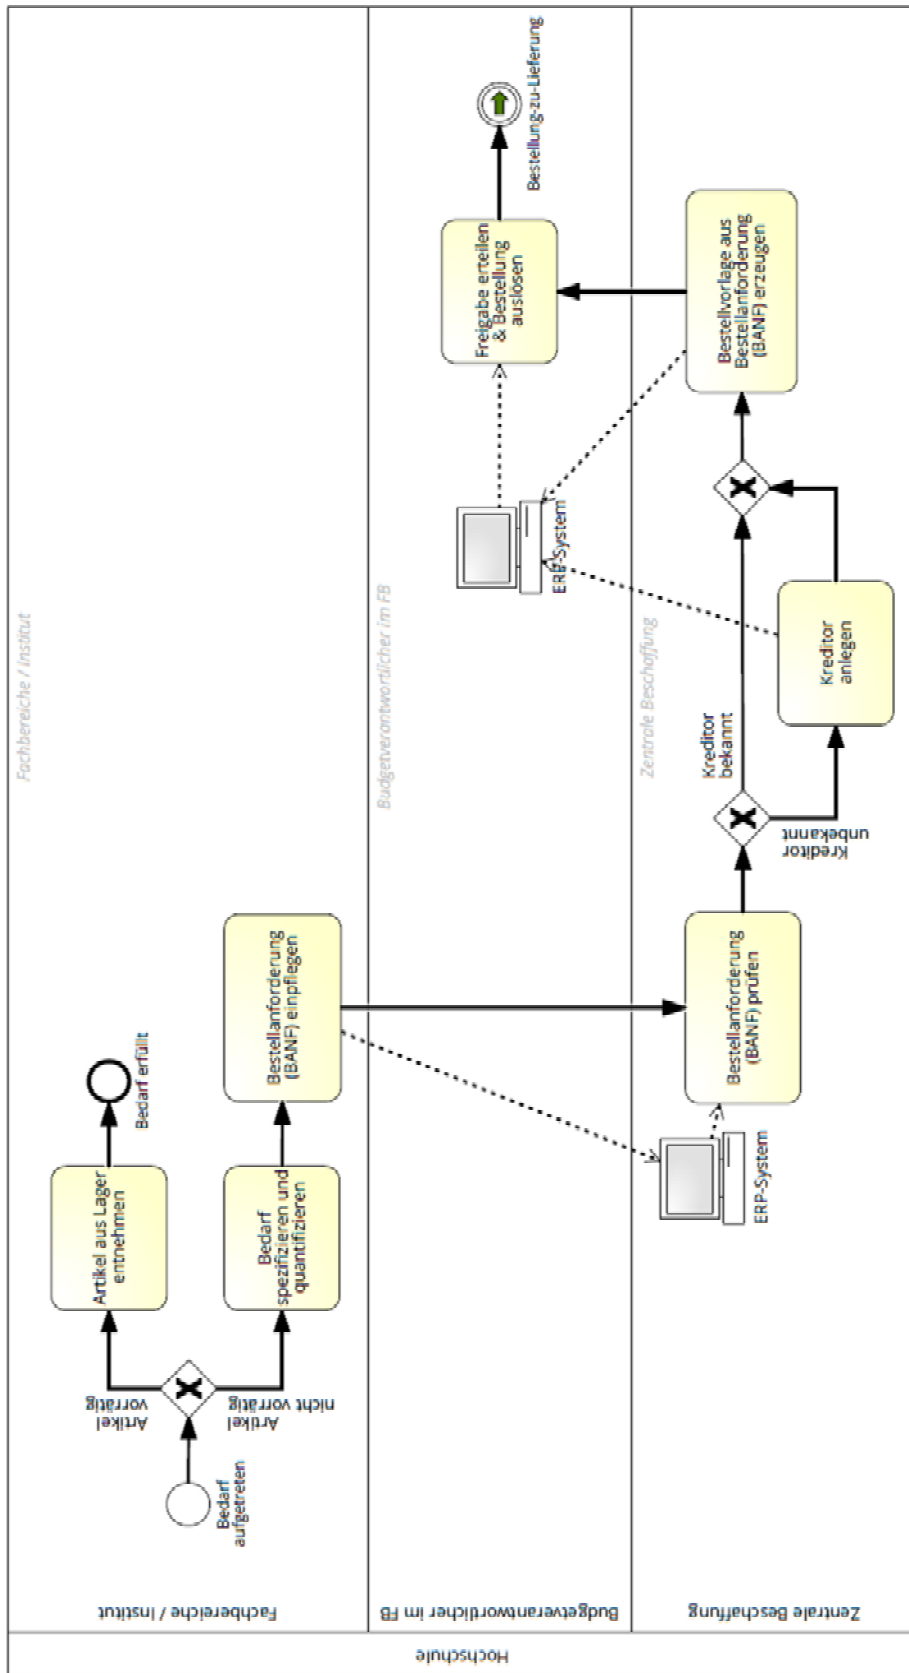 Hochschule
Fachbereiche / Institut
Fachbereiche / Institut
Bedarf
aufgetreten
Artikel
vorrätig
Artikel
nicht vorrätig
Artikel aus Lager
entnehmen
Bedarf erfüllt
Bedarf
spezifizieren und
quantifizieren
Bestellanforderung
(BANF) einpflegen
Budgetverantwortlicher im FB
Budgetverantwortlicher im FB
ERP-System
Freigabe erteilen
& Bestellung
auslösen
Bestellung-zu-Lieferung
Zentrale Beschaffung
Zentrale Beschaffung
ERP-System
Bestellanforderung
(BANF) prüfen
Kreditor
bekannt
Kreditor
unbekannt
Kreditor
anlegen
Bestellvorlage aus
Bestellanforderung
(BANF) erzeugen